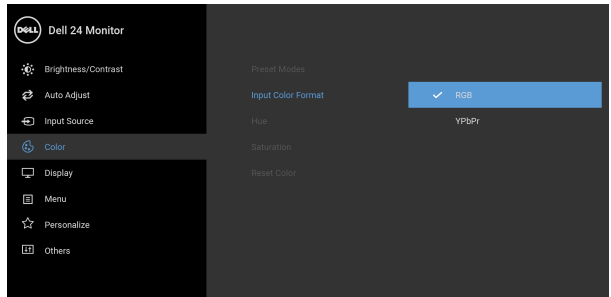 DELL Dell 24 Monitor
Brightness/Contrast
Auto Adjust
Input Source
Color
Display
Menu
Personalize
Others
Preset Modes
Input Color Format
Hue
Saturation
Reset Color
RGB
YPbPr